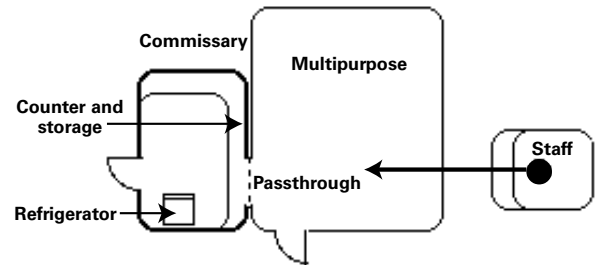 Commissary
Multipurpose
Counter and
storage
Staff
Passthrough
Refrigerator